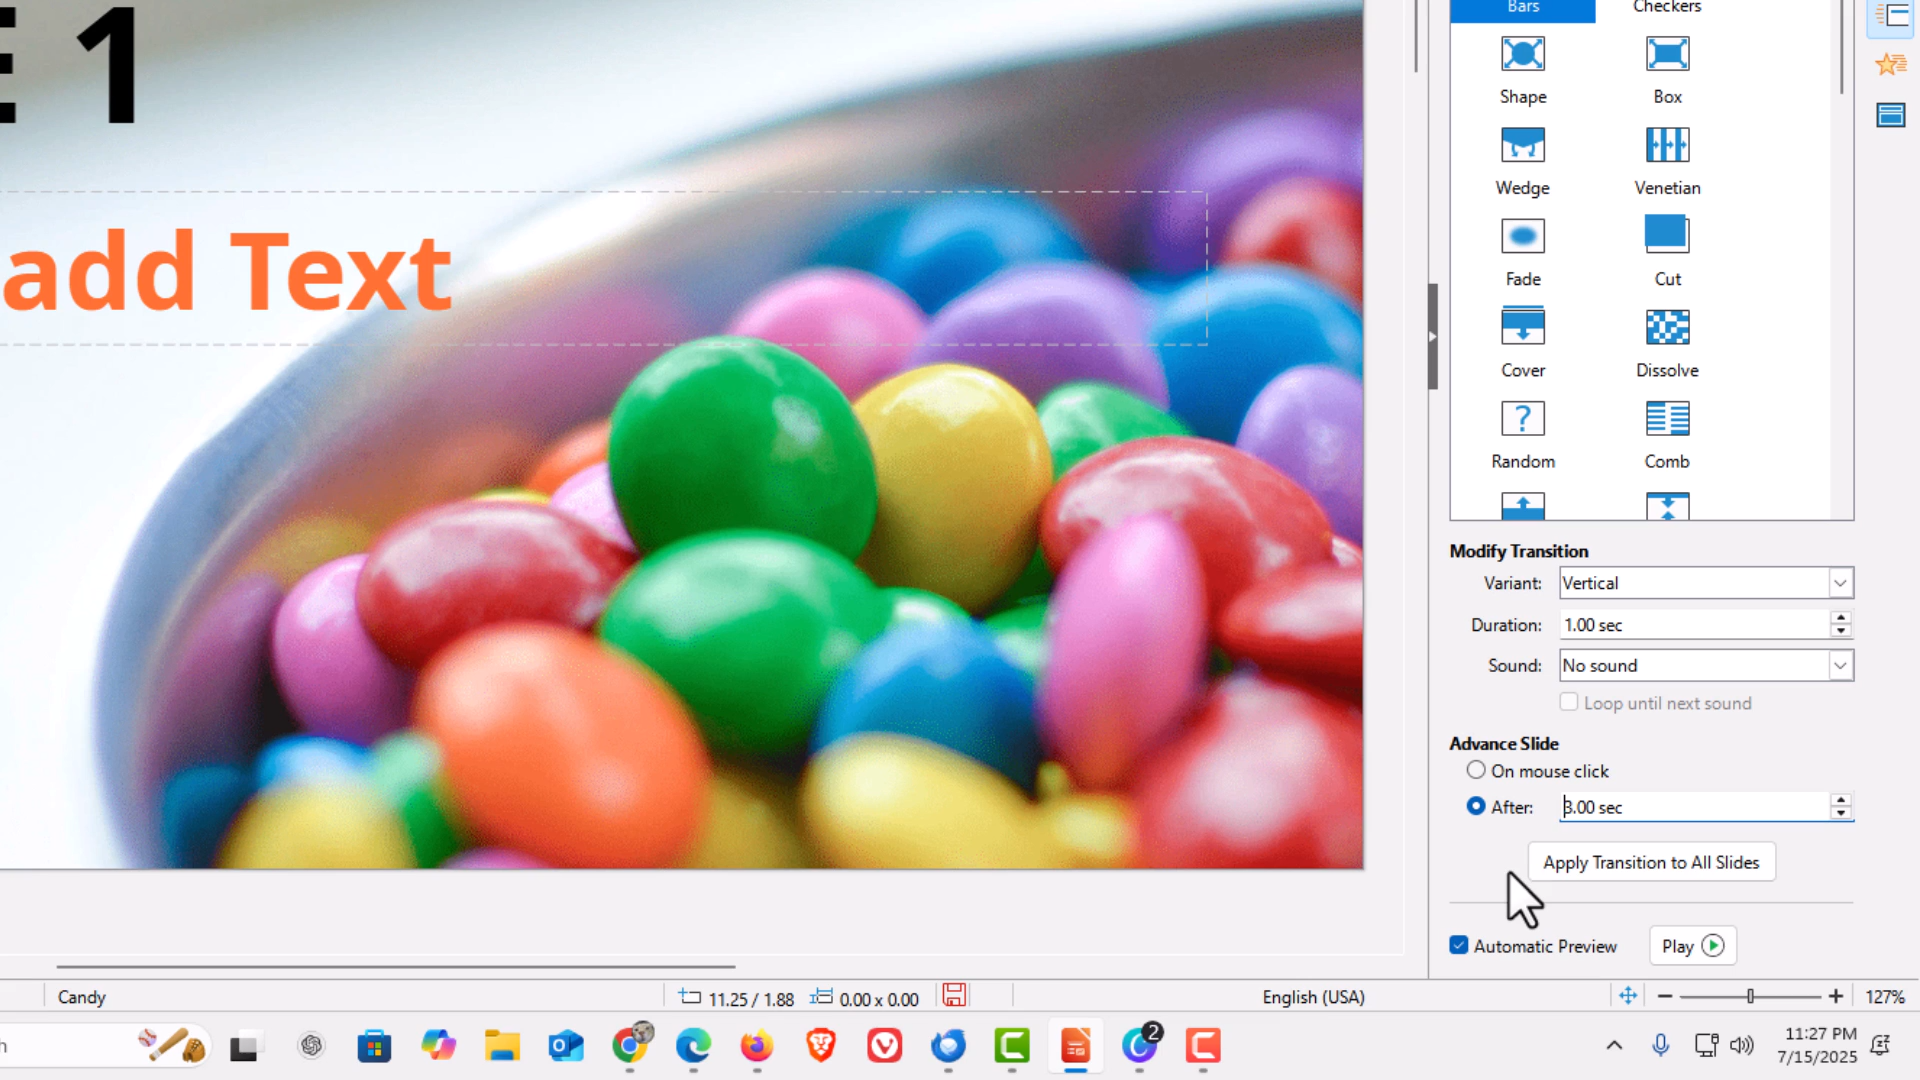 E 1
add Text
Bars
Checkers
Shape
Box
Wedge
Venetian
Fade
Cut
Cover
Dissolve
?
Random
Comb
Modify Transition
Variant: Vertical
Duration: 1.00 sec
Sound: No sound
Loop until next sound
Advance Slide
On mouse click
After: 3.00 sec
Apply Transition to All Slides
Automatic Preview Play
Candy 11.25 / 1.88 0.00 x 0.00 English (USA) 127%
h
2
11:27 PM
7/15/2025